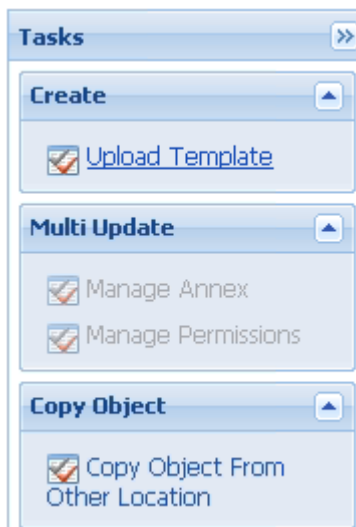 Tasks
Create
Upload Template
Multi Update
Manage Annex
Manage Permissions
Copy Object
Copy Object From
Other Location